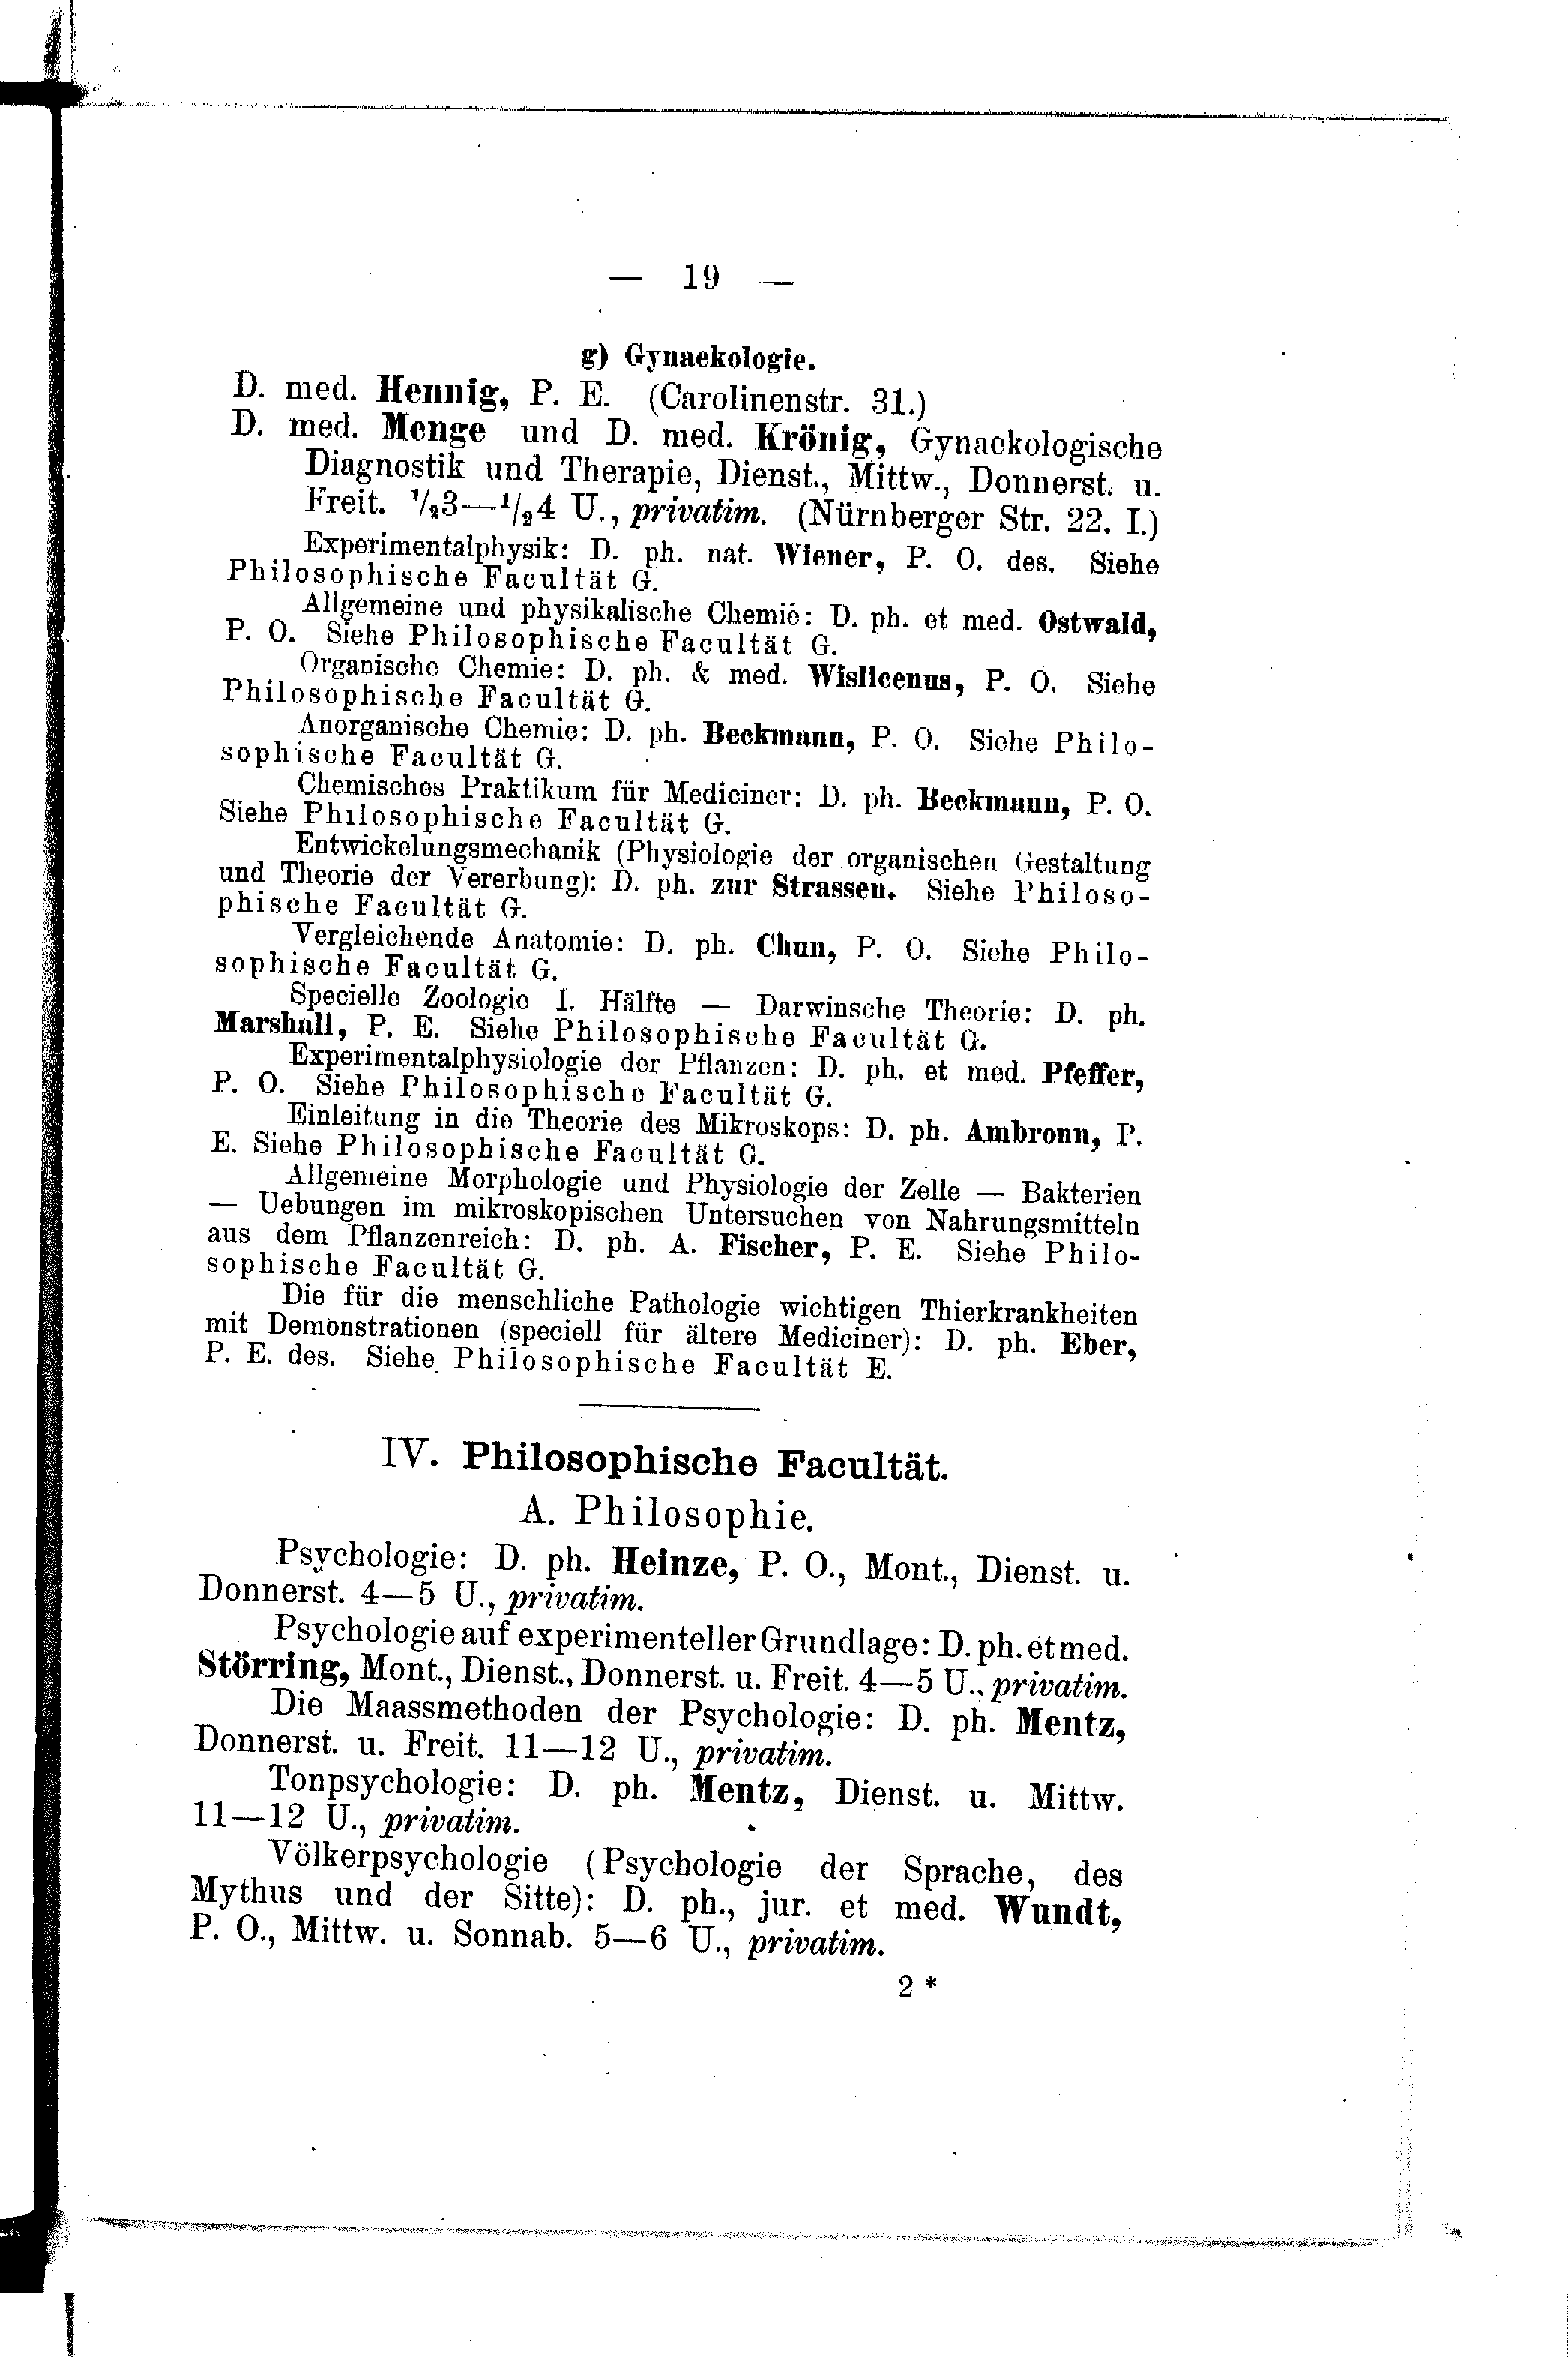 — 19 —
g) Gynaekologie.
D. med. Hennig, P. E. (Carolinenstr. 31.)
D. med. Menge und D. med. Krönig, Gynaekologische
Diagnostik und Therapie, Dienst., Mittw., Donnerst. u.
Freit. 1/23—1/24 U., privatim. (Nürnberger Str. 22. I.)
Experimentalphysik: D. ph. nat. Wiener, P. O. des. Siehe
Philosophische Facultät G.
Allgemeine und physikalische Chemie: D. ph. et med. Ostwald,
P. O. Siehe Philosophische Facultät G.
Organische Chemie: D. ph. & med. Wislicenus, P. O. Siehe
Philosophische Facultät G.
Anorganische Chemie: D. ph. Beckmann, P. O. Siehe Philo-
sophische Facultät G.
Chemisches Praktikum für Mediciner: D. ph. Beckmann, P. O.
Siehe Philosophische Facultät G.
Entwickelungsmechanik (Physiologie der organischen Gestaltung
und Theorie der Vererbung): D. ph. zur Strassen. Siehe Philoso-
phische Facultät G.
Vergleichende Anatomie: D. ph. Chun, P. O. Siehe Philo-
sophische Facultät G.
Specielle Zoologie I. Hälfte — Darwinsche Theorie: D. ph.
Marshall, P. E. Siehe Philosophische Facultät G.
Experimentalphysiologie der Pflanzen: D. ph. et med. Pfeffer,
P. O. Siehe Philosophische Facultät G.
Einleitung in die Theorie des Mikroskops: D. ph. Ambronn, P.
E. Siehe Philosophische Facultät G.
Allgemeine Morphologie und Physiologie der Zelle — Bakterien
— Uebungen im mikroskopischen Untersuchen von Nahrungsmitteln
aus dem Pflanzenreich: D. ph. A. Fischer, P. E. Siehe Philo-
sophische Facultät G.
Die für die menschliche Pathologie wichtigen Thierkrankheiten
mit Demonstrationen (speciell für ältere Mediciner): D. ph. Eber,
P. E. des. Siehe Philosophische Facultät E.
IV. Philosophische Facultät.
A. Philosophie.
Psychologie: D. ph. Heinze, P. O., Mont., Dienst. u.
Donnerst. 4—5 U., privatim.
Psychologie auf experimenteller Grundlage: D. ph. et med.
Störring, Mont., Dienst., Donnerst. u. Freit. 4—5 U., privatim.
Die Maassmethoden der Psychologie: D. ph. Mentz,
Donnerst. u. Freit. 11—12 U., privatim.
Tonpsychologie: D. ph. Mentz, Dienst. u. Mittw.
11—12 U., privatim.
Völkerpsychologie (Psychologie der Sprache, des
Mythus und der Sitte): D. ph., jur. et med. Wundt,
P. O., Mittw. u. Sonnab. 5—6 U., privatim.
2 *